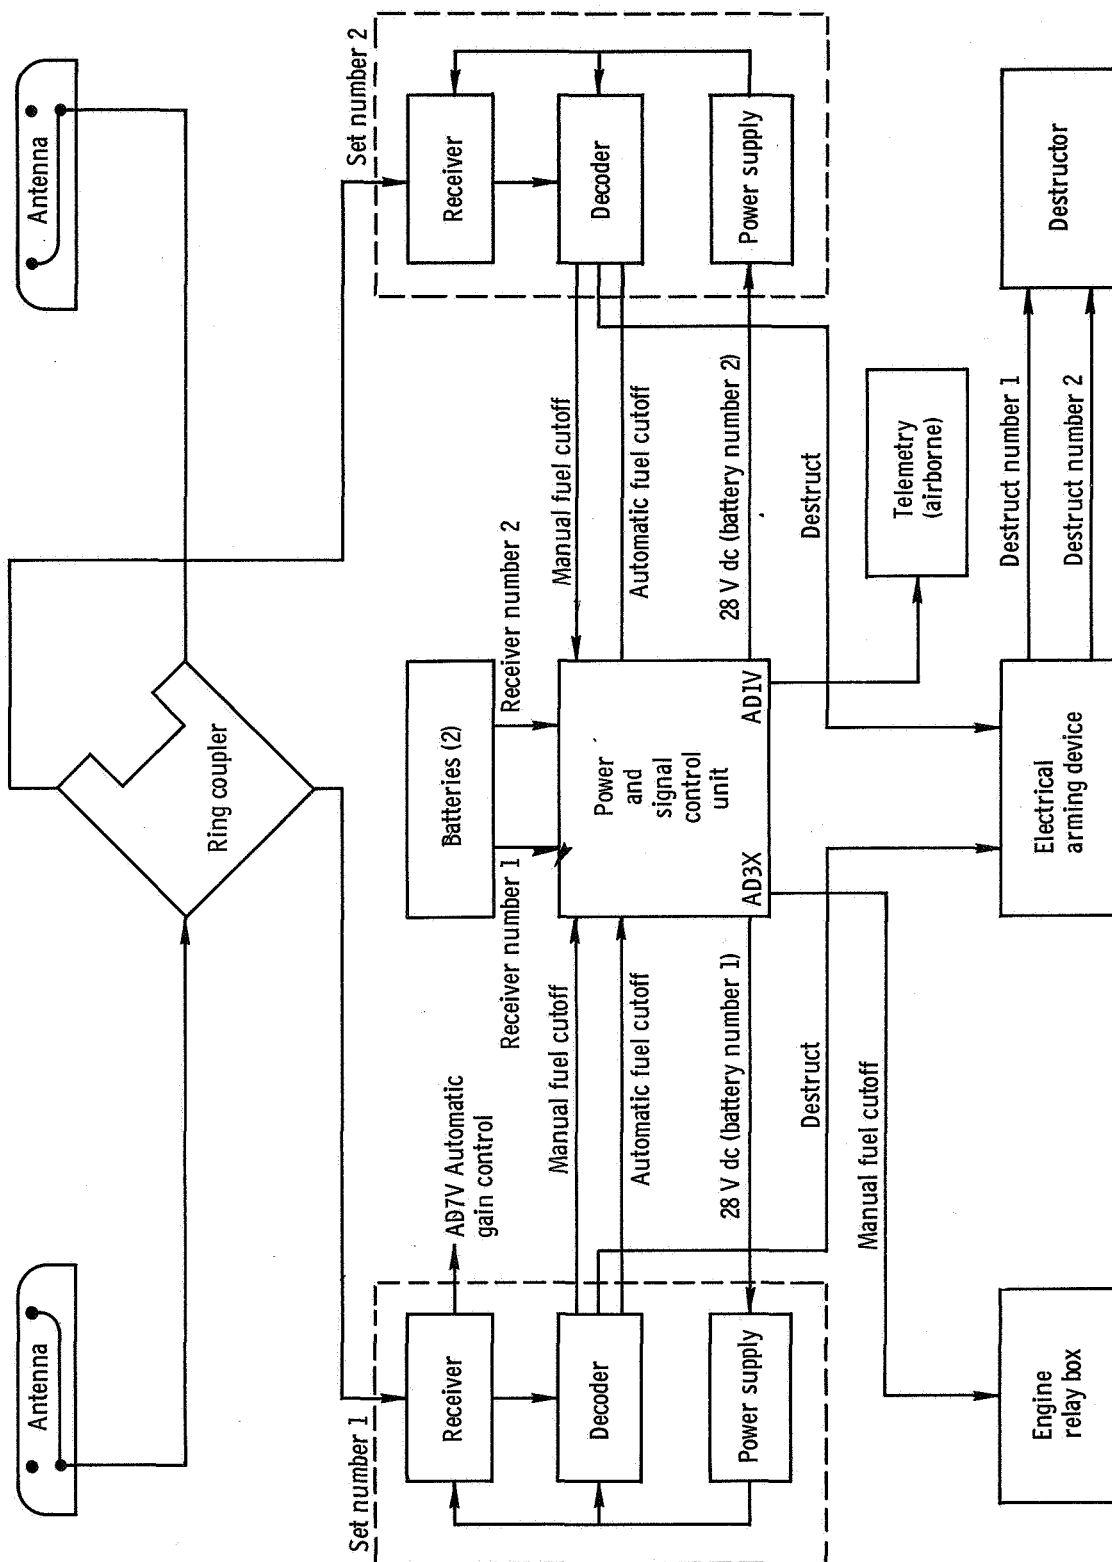 Antenna
Antenna
Ring coupler
Set number 1
Set number 2
Receiver
AD7V Automatic
gain control
Batteries (2)
Receiver
Receiver number 1
Receiver number 2
Manual fuel cutoff
Manual fuel cutoff
Decoder
Power
and
signal
control
unit
Decoder
Automatic fuel cutoff
Automatic fuel cutoff
Power supply
28 V dc (battery number 1)
AD3X
AD1V
28 V dc (battery number 2)
Power supply
Destruct
Destruct
Manual fuel cutoff
Telemetry
(airborne)
Engine
relay box
Electrical
arming device
Destruct number 1
Destruct number 2
Destructor